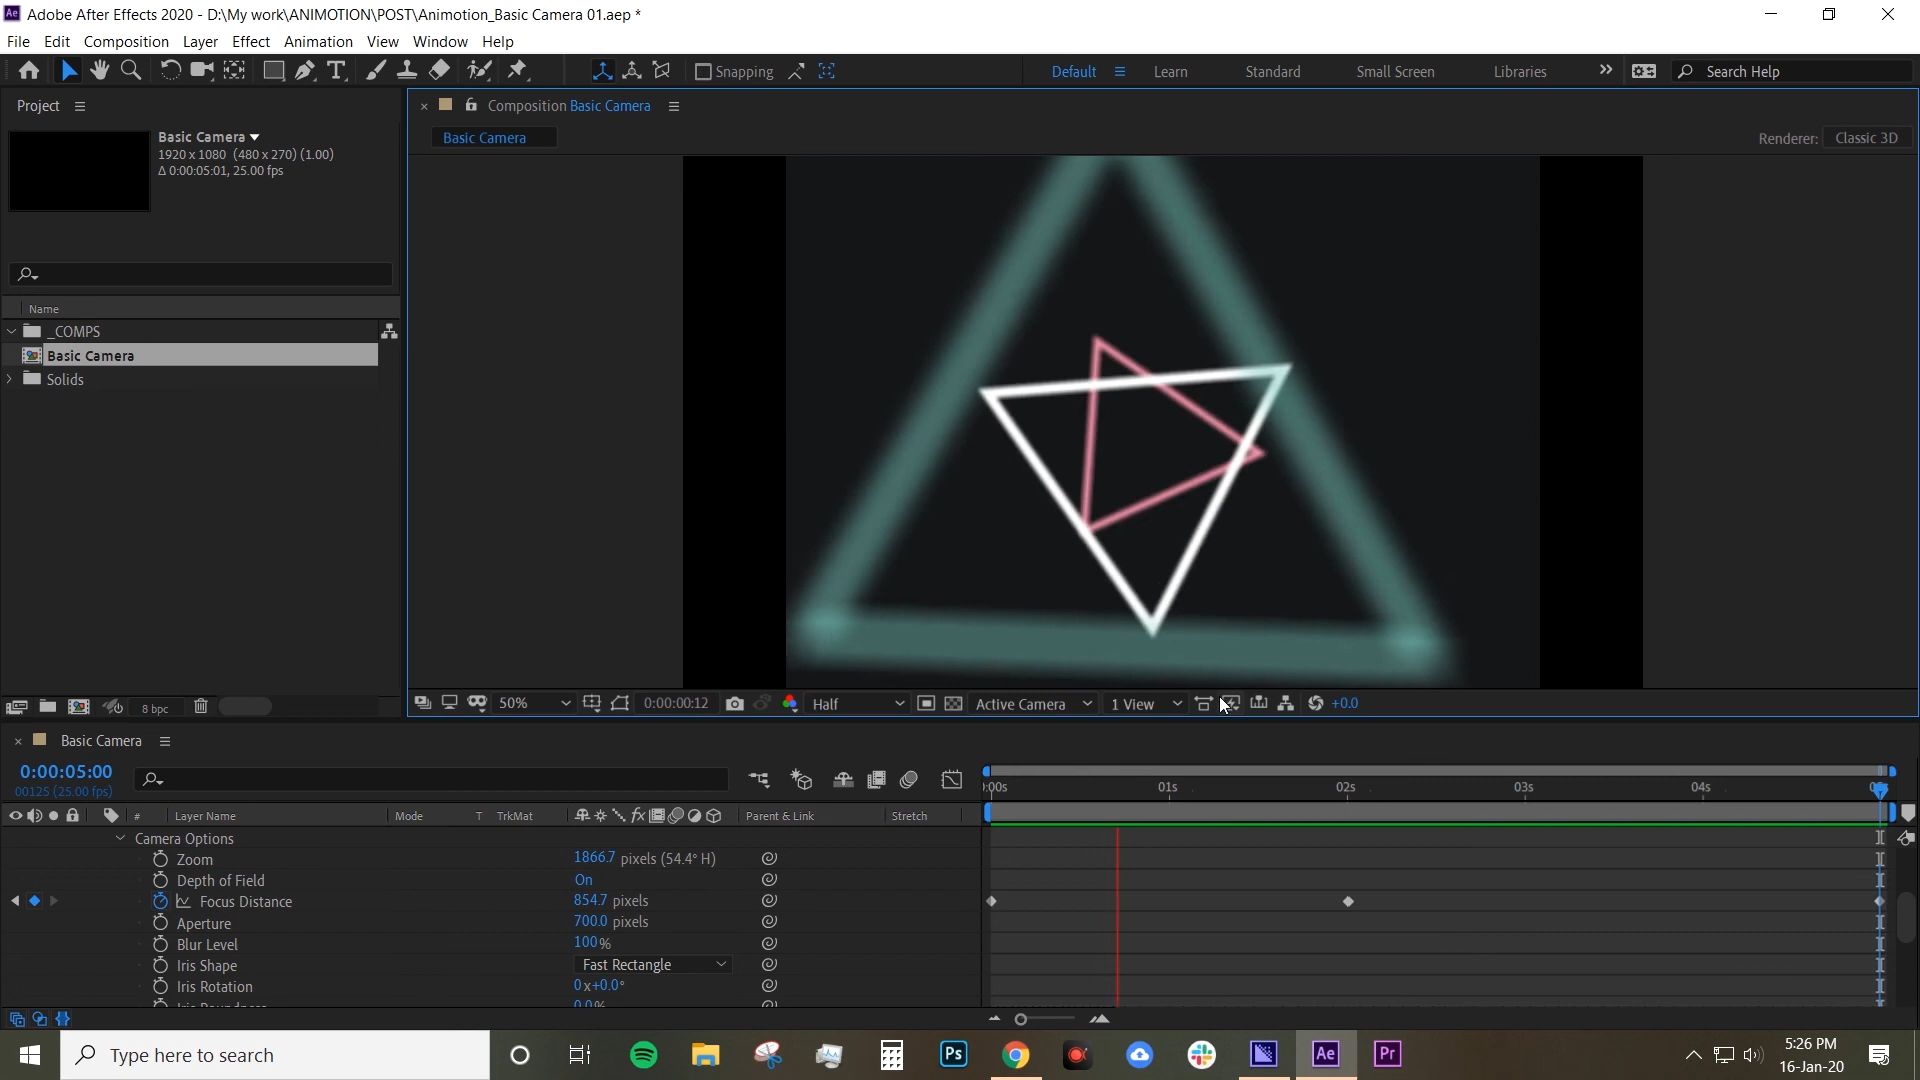 Ae Adobe After Effects 2020 - D:\My work\ANIMOTION\POST\Animotion_Basic Camera 01.aep *
File Edit Composition Layer Effect Animation View Window Help
Snapping Default Learn Standard Small Screen Libraries Search Help
Project
Composition Basic Camera
Basic Camera
1920 x 1080 (480 x 270) (1.00)
Δ 0:00:05:01, 25.00 fps
Basic Camera
Renderer: Classic 3D
Name
_COMPS
Basic Camera
Solids
8 bpc
50% 0:00:00:12 Half Active Camera 1 View +0.0
Basic Camera
0:00:05:00
00125 (25.00 fps)
:00s 01s 02s 03s 04s
# Layer Name Mode T TrkMat Parent & Link Stretch
Camera Options
Zoom 1866.7 pixels (54.4° H)
Depth of Field On
Focus Distance 854.7 pixels
Aperture 700.0 pixels
Blur Level 100%
Iris Shape Fast Rectangle
Iris Rotation 0x+0.0°
Type here to search
Ps Ae Pr
5:26 PM
16-Jan-20